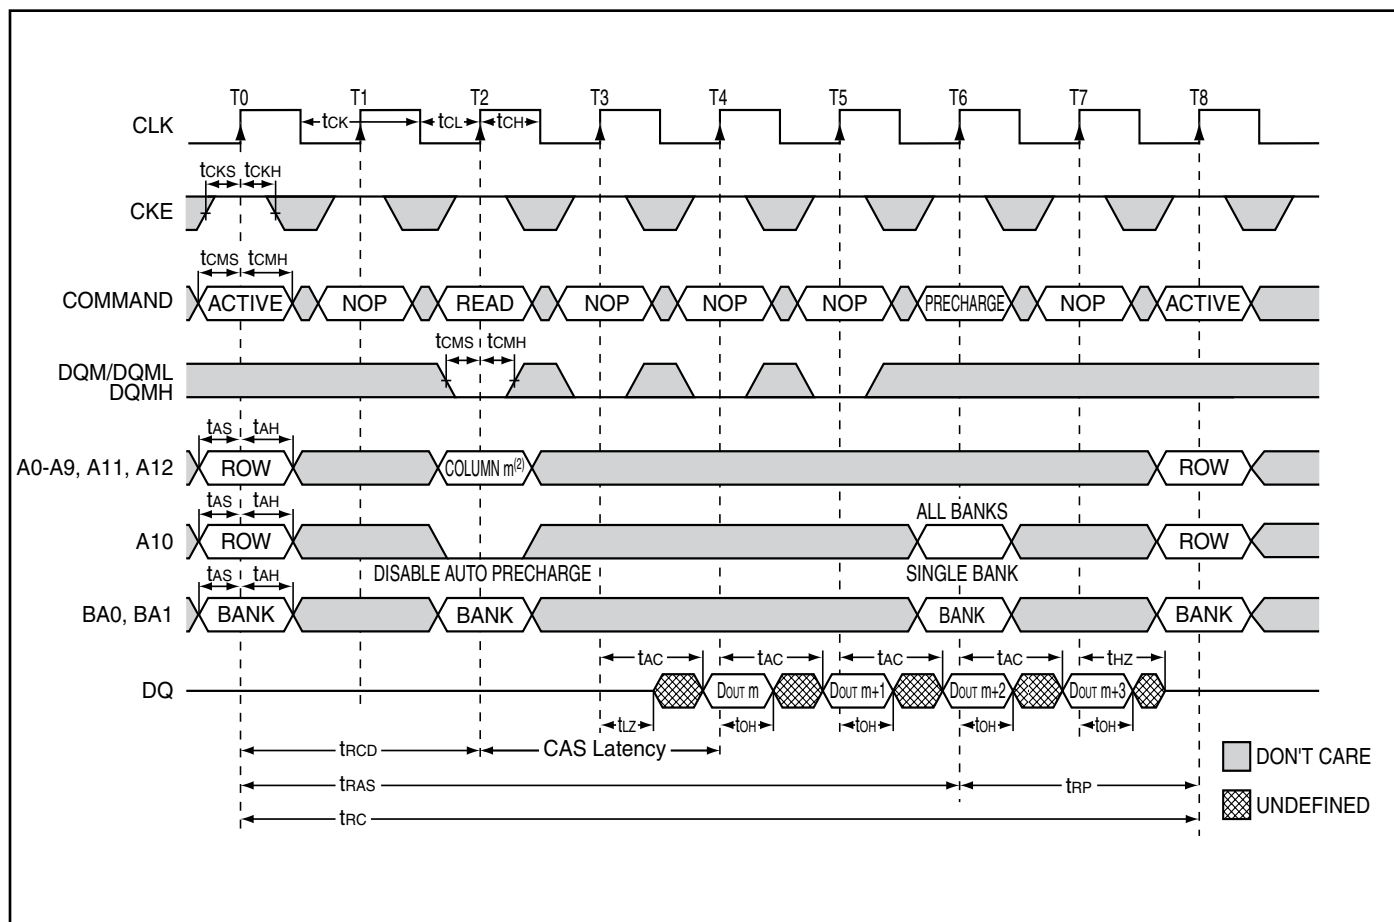 T0 T1 T2 T3 T4 T5 T6 T7 T8
CLK tCK tCL tCH
tCKS tCKH
CKE
tCMS tCMH
COMMAND ACTIVE NOP READ NOP NOP NOP PRECHARGE NOP ACTIVE
tCMS tCMH
DQM/DQML
DQMH
tAS tAH
A0-A9, A11, A12 ROW COLUMN m(2) ROW
tAS tAH ALL BANKS
A10 ROW ROW
DISABLE AUTO PRECHARGE SINGLE BANK
tAS tAH
BA0, BA1 BANK BANK BANK BANK
tAC tAC tAC tAC tHZ
DQ DOUT m DOUT m+1 DOUT m+2 DOUT m+3
tLZ tOH tOH tOH tOH
tRCD CAS Latency
DON'T CARE
tRAS tRP
UNDEFINED
tRC